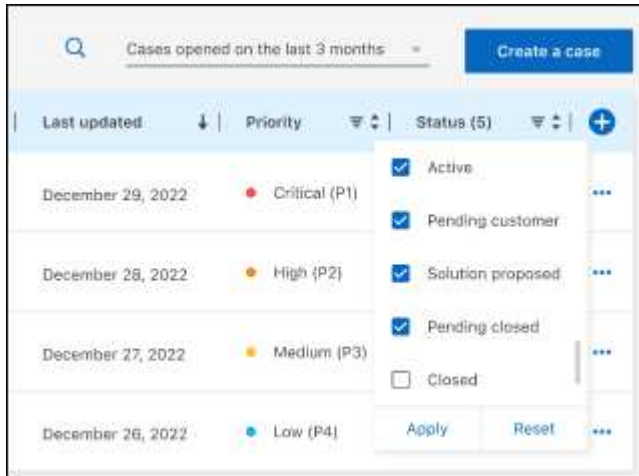 Cases opened on the last 3 months
Create a case
Last updated
Priority
Status (5)
Active
December 29, 2022
Critical (P1)
Pending customer
December 28, 2022
High (P2)
Solution proposed
Pending closed
December 27, 2022
Medium (P3)
Closed
December 26, 2022
Low (P4)
Apply
Reset